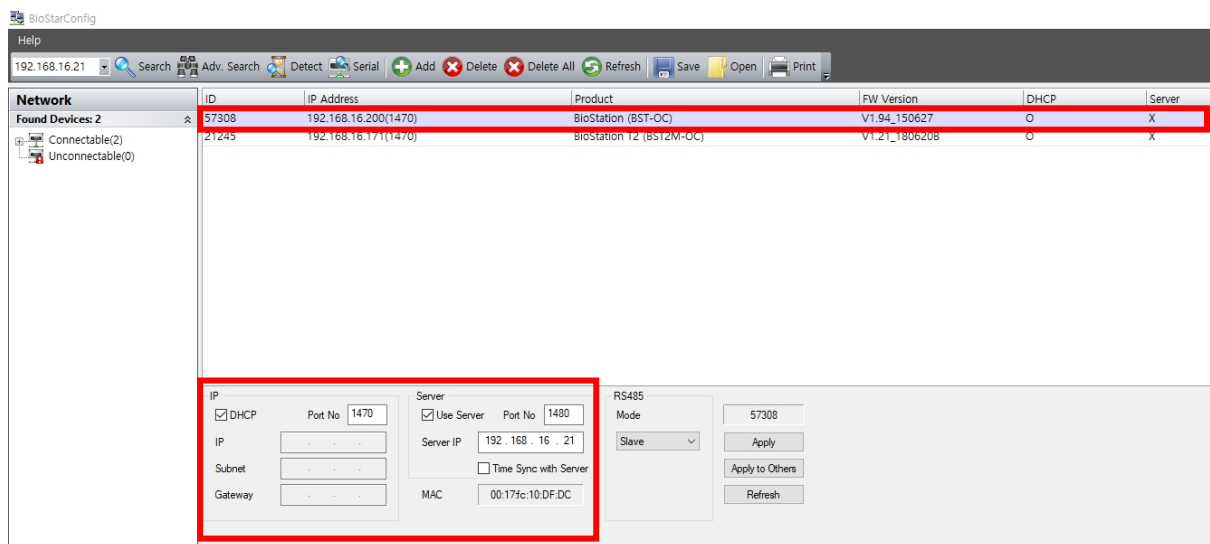 BioStarConfig
Help
192.168.16.21 Search Adv. Search Detect Serial Add Delete Delete All Refresh Save Open Print
Network ID IP Address Product FW Version DHCP Server
Found Devices: 2 57308 192.168.16.200(1470) BioStation (BST-OC) V1.94_150627 O X
Connectable(2) 21245 192.168.16.171(1470) BioStation T2 (BST2M-OC) V1.21_180620B O X
Unconnectable(0)
IP Server RS485
DHCP Port No 1470 Use Server Port No 1480 Mode 57308
IP . . . Server IP 192 . 168 . 16 . 21 Slave Apply
Subnet . . . Time Sync with Server Apply to Others
Gateway . . . MAC 00:17fc:10:DF:DC Refresh